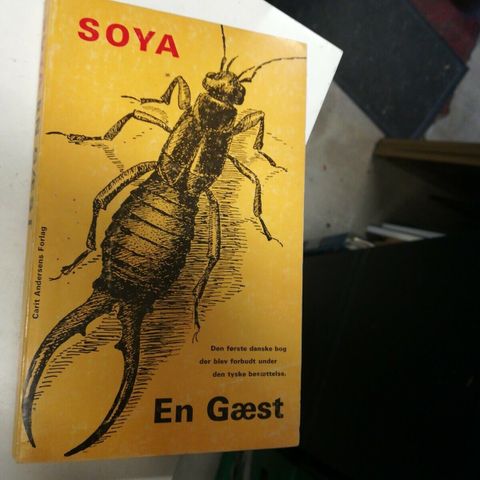 SOYA
Carit Andersens Forlag
Den første danske bog
der blev forbudt under
den tyske besættelse.
En Gæst